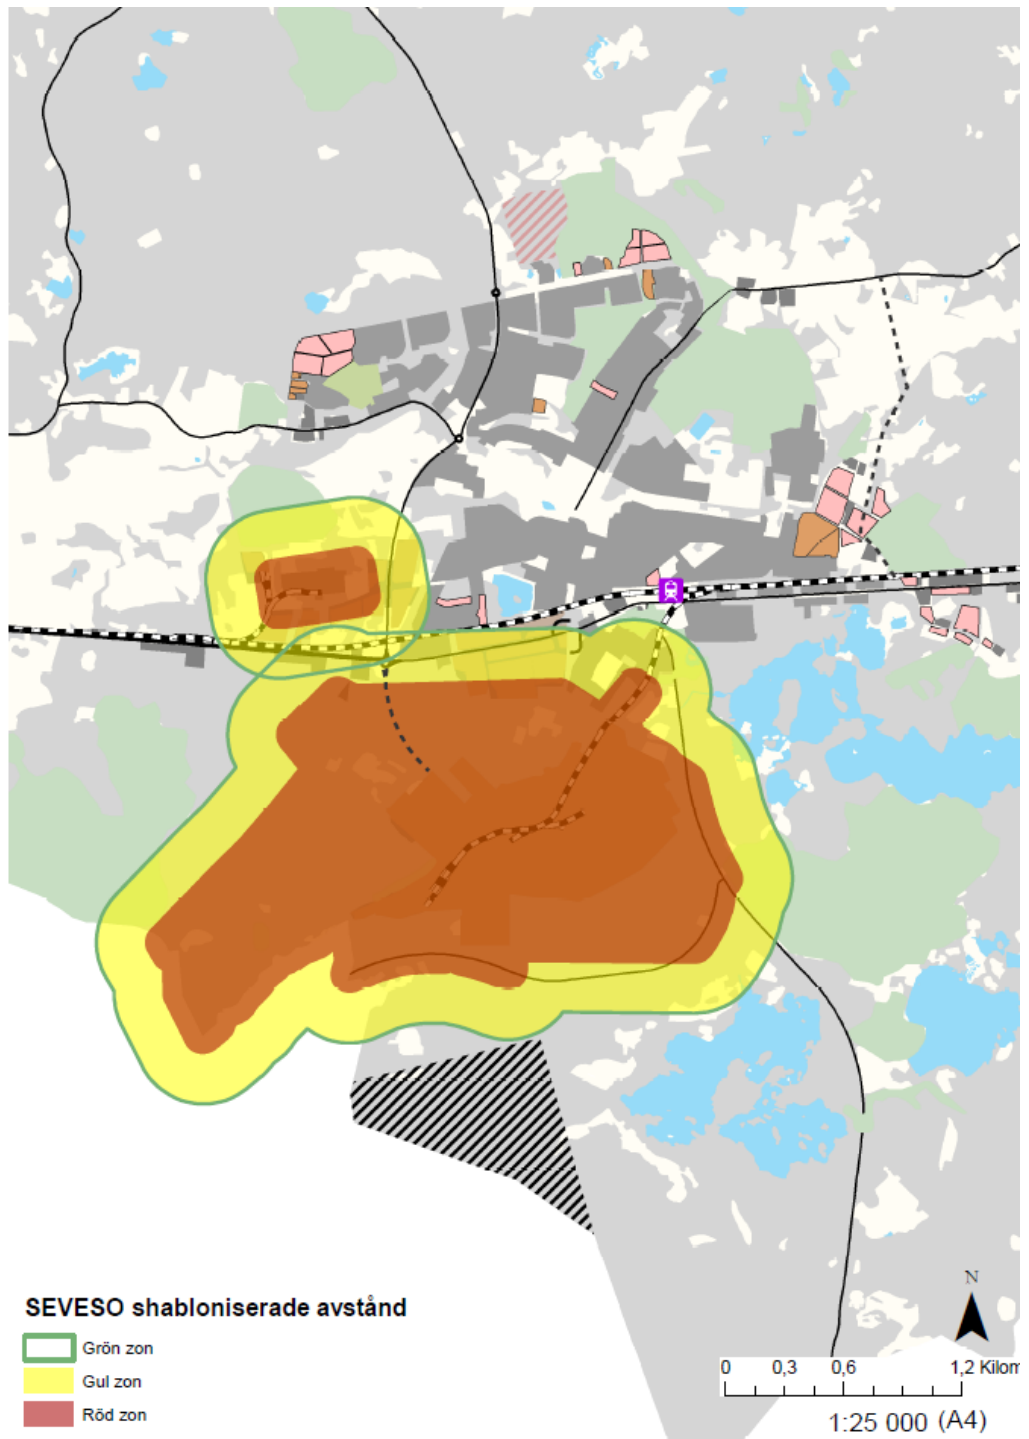 N
SEVESO shabloniserade avstånd
Grön zon
Gul zon
Röd zon
0 0,3 0,6 1,2 Kilom
1:25 000 (A4)